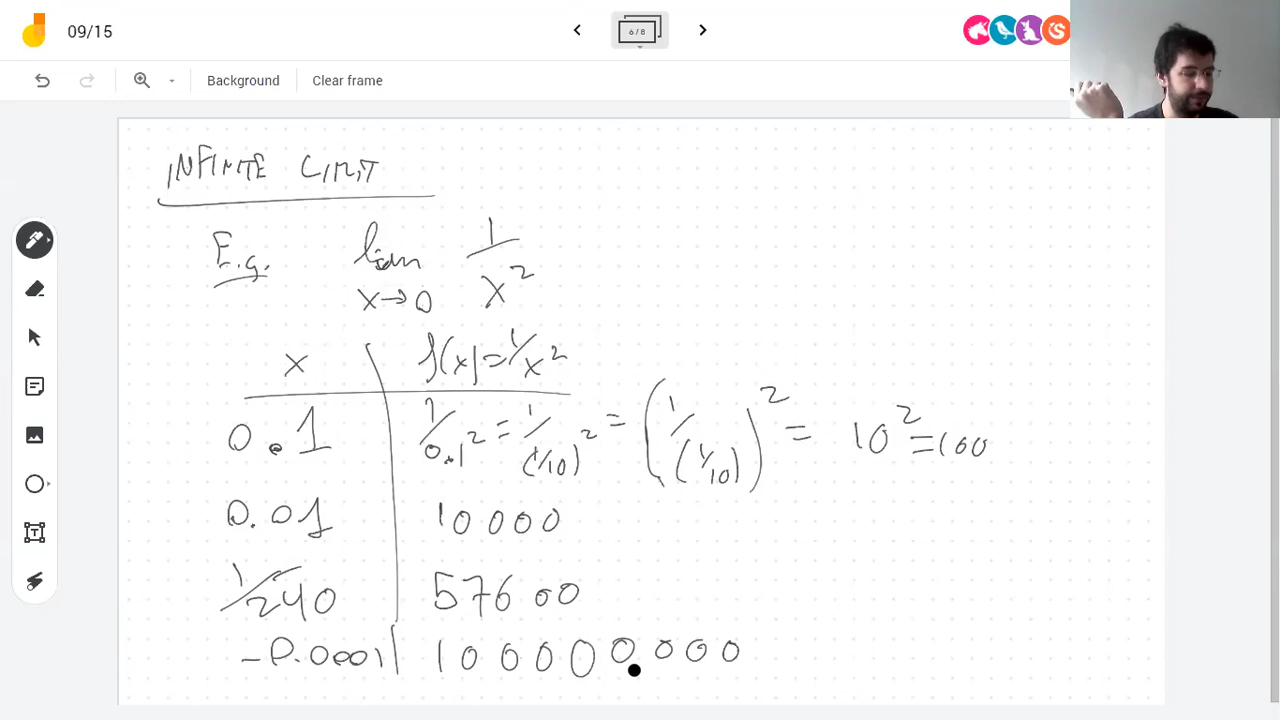 09/15
6 / 8
Background
Clear frame
INFINITE LIMIT
E.g. lim 1/x²
x→0
x | f(x)=1/x²
0.1 | 1/0.1² = 1/(1/10)² = (1/(1/10))² = 10² = 100
0.01 | 10000
1/240 | 57600
-0.0001 | 100000000